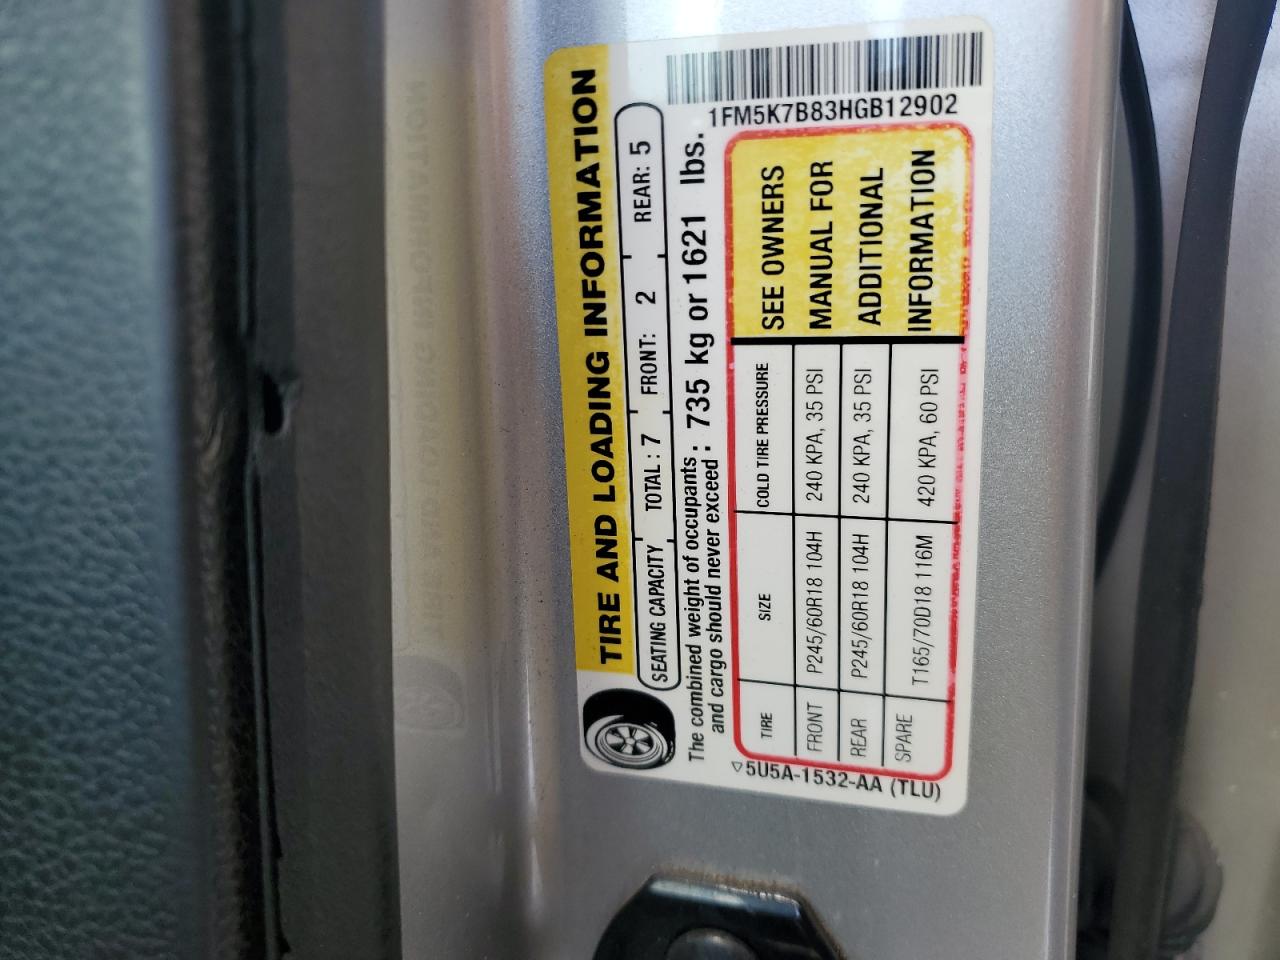 TIRE AND LOADING INFORMATION
SEATING CAPACITY TOTAL : 7 FRONT: 2 REAR: 5
The combined weight of occupants and cargo should never exceed : 735 kg or 1621 lbs.
TIRE SIZE COLD TIRE PRESSURE
FRONT P245/60R18 104H 240 KPA, 35 PSI
REAR P245/60R18 104H 240 KPA, 35 PSI
SPARE T165/70D18 116M 420 KPA, 60 PSI
SEE OWNERS
MANUAL FOR
ADDITIONAL
INFORMATION
5U5A-1532-AA (TLU)
1FM5K7B83HGB12902